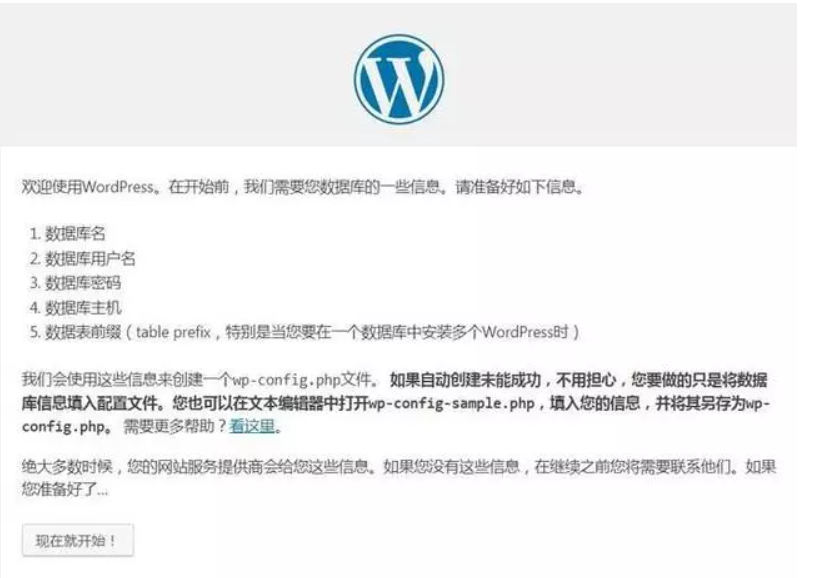 欢迎使用WordPress。在开始前，我们需要您数据库的一些信息。请准备好如下信息。
1. 数据库名
2. 数据库用户名
3. 数据库密码
4. 数据库主机
5. 数据表前缀（table prefix，特别是当您要在一个数据库中安装多个WordPress时）
我们会使用这些信息来创建一个wp-config.php文件。 如果自动创建未能成功，不用担心，您要做的只是将数据
库信息填入配置文件。您也可以在文本编辑器中打开wp-config-sample.php，填入您的信息，并将其另存为wp-
config.php。 需要更多帮助？看这里。
绝大多数时候，您的网站服务提供商会给您这些信息。如果您没有这些信息，在继续之前您将需要联系他们。如果
您准备好了...
现在就开始！